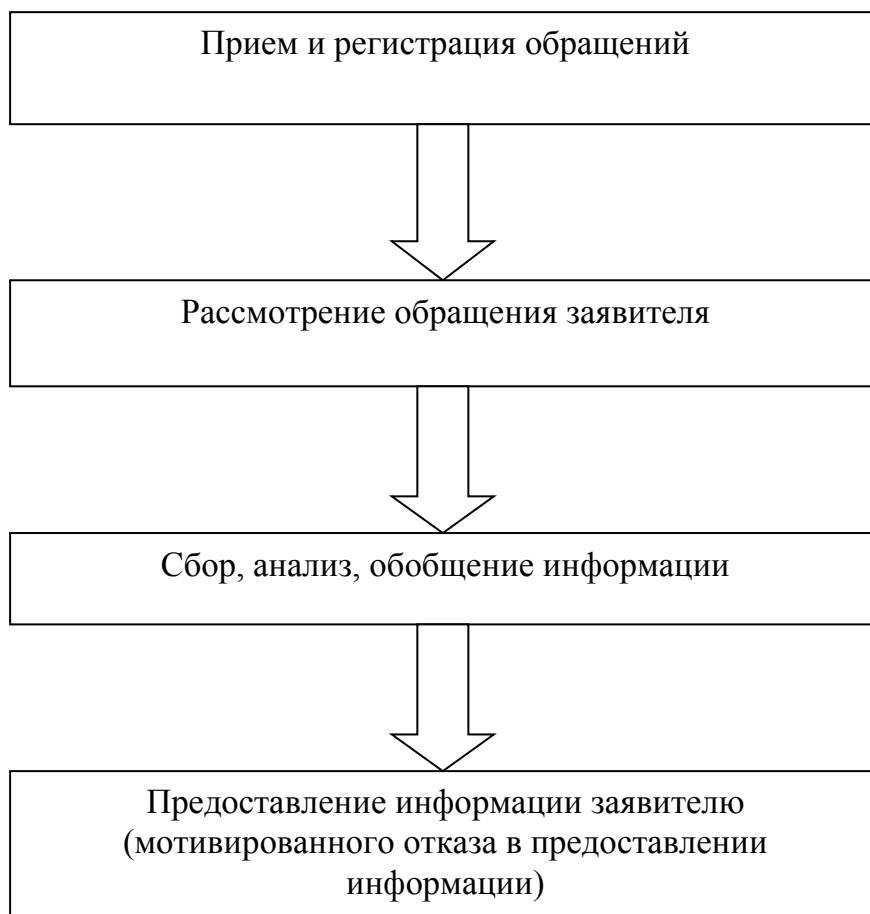 Прием и регистрация обращений
Рассмотрение обращения заявителя
Сбор, анализ, обобщение информации
Предоставление информации заявителю
(мотивированного отказа в предоставлении
информации)